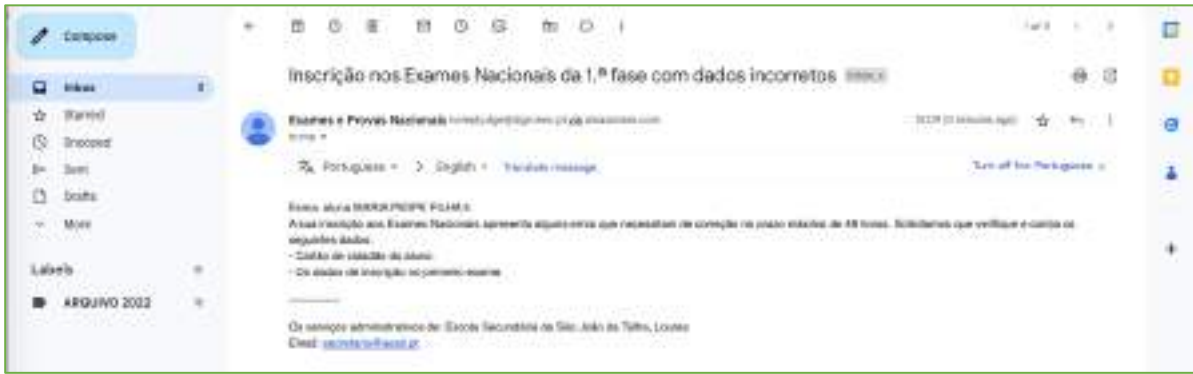 Compose
Inscrição nos Exames Nacionais da 1.ª fase com dados incorretos
Inbox
Starred
Exames e Provas Nacionais
Snoozed
Sent
Portuguese > English Translate message Turn off for: Portuguese
Drafts
More
A sua inscrição aos Exames Nacionais apresenta alguns erros que necessitam de correção no prazo máximo de 48 horas. Solicitamos que verifique e corrija os
seguintes dados:
- Cartão de cidadão do aluno
- Os dados de inscrição no primeiro exame
Labels
ARQUIVO 2022
Os serviços administrativos de: Escola Secundária de São João da Talha, Loures
Email: